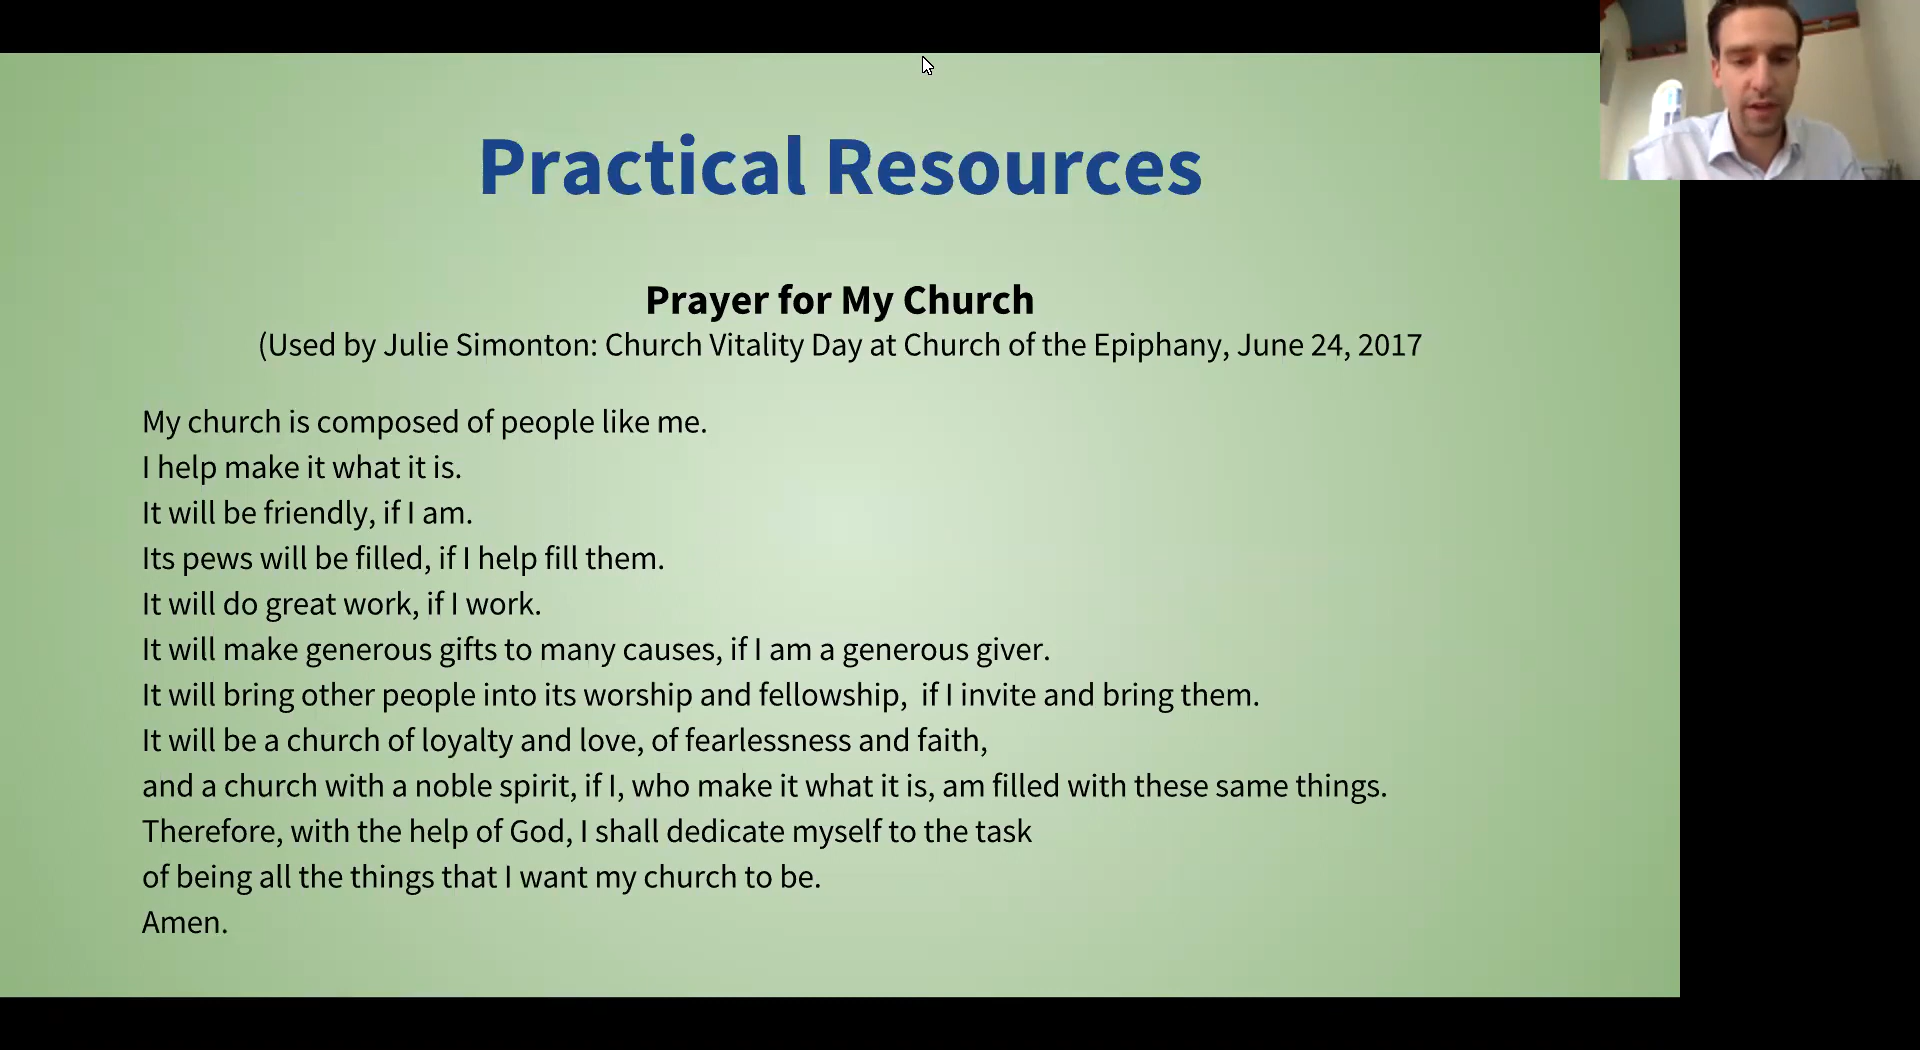 Practical Resources
Prayer for My Church
(Used by Julie Simonton: Church Vitality Day at Church of the Epiphany, June 24, 2017
My church is composed of people like me.
I help make it what it is.
It will be friendly, if I am.
Its pews will be filled, if I help fill them.
It will do great work, if I work.
It will make generous gifts to many causes, if I am a generous giver.
It will bring other people into its worship and fellowship,  if I invite and bring them.
It will be a church of loyalty and love, of fearlessness and faith,
and a church with a noble spirit, if I, who make it what it is, am filled with these same things.
Therefore, with the help of God, I shall dedicate myself to the task
of being all the things that I want my church to be.
Amen.